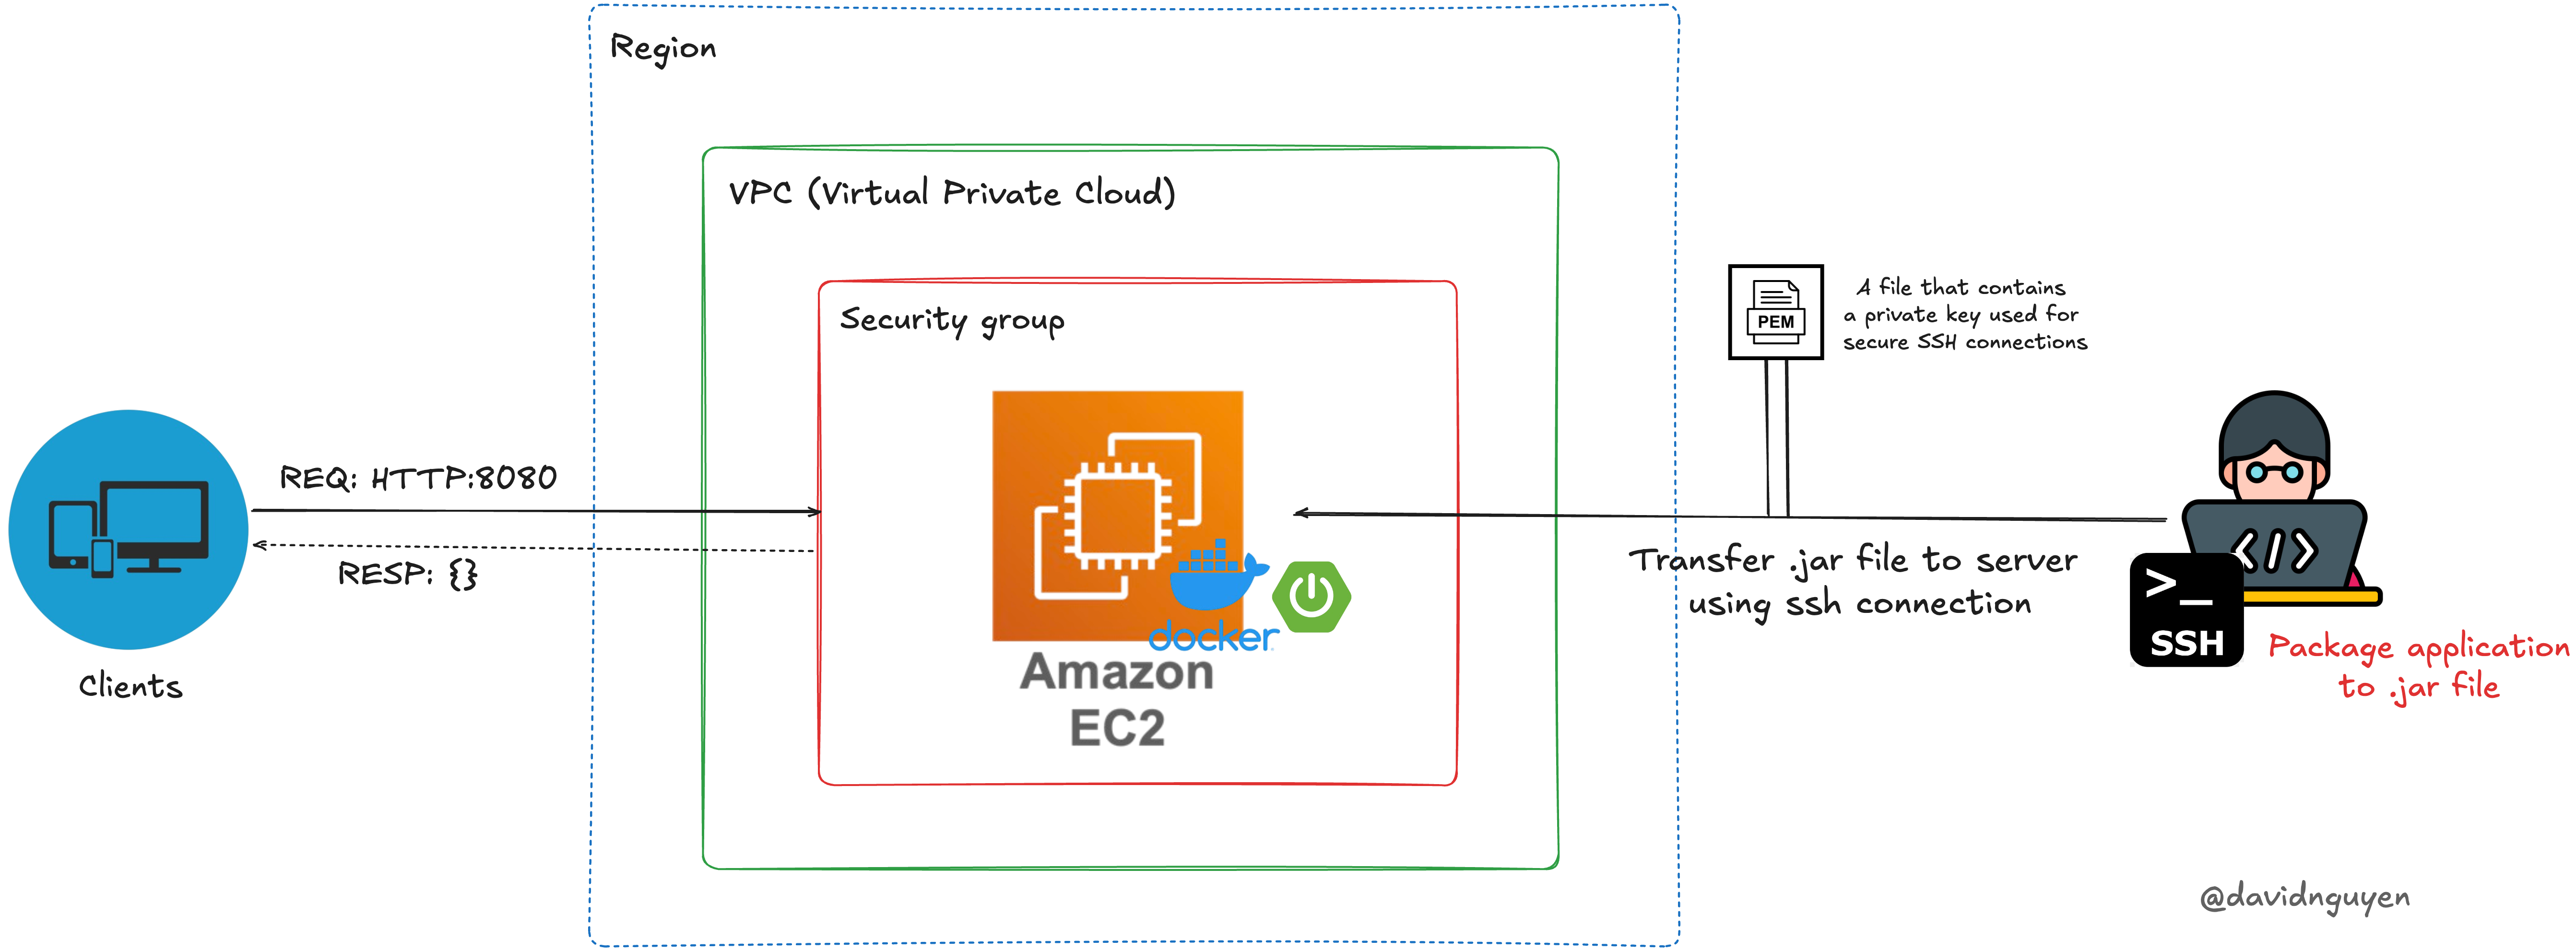 Region
VPC (Virtual Private Cloud)
Security group
REQ: HTTP:8080
RESP: {}
Clients
docker
Amazon
EC2
PEM
A file that contains
a private key used for
secure SSH connections
Transfer .jar file to server
using ssh connection
</>
>_
SSH
Package application
to .jar file
@davidnguyen